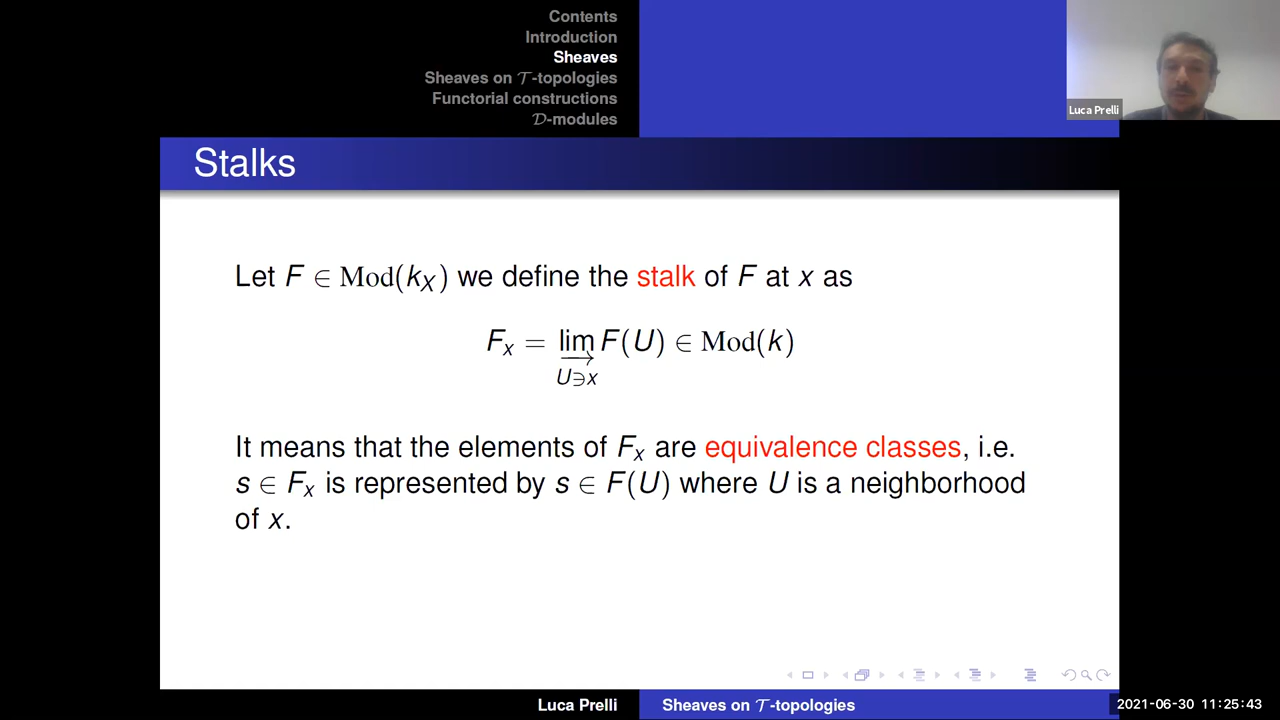 Contents
Introduction
Sheaves
Sheaves on 𝒯-topologies
Functorial constructions
𝒟-modules
Luca Prelli
Stalks
Let F ∈ Mod(k_X) we define the stalk of F at x as
F_x = lim F(U) ∈ Mod(k)
⟶
U∋x
It means that the elements of F_x are equivalence classes, i.e.
s ∈ F_x is represented by s ∈ F(U) where U is a neighborhood
of x.
Luca Prelli
Sheaves on 𝒯-topologies
2021-06-30 11:25:43